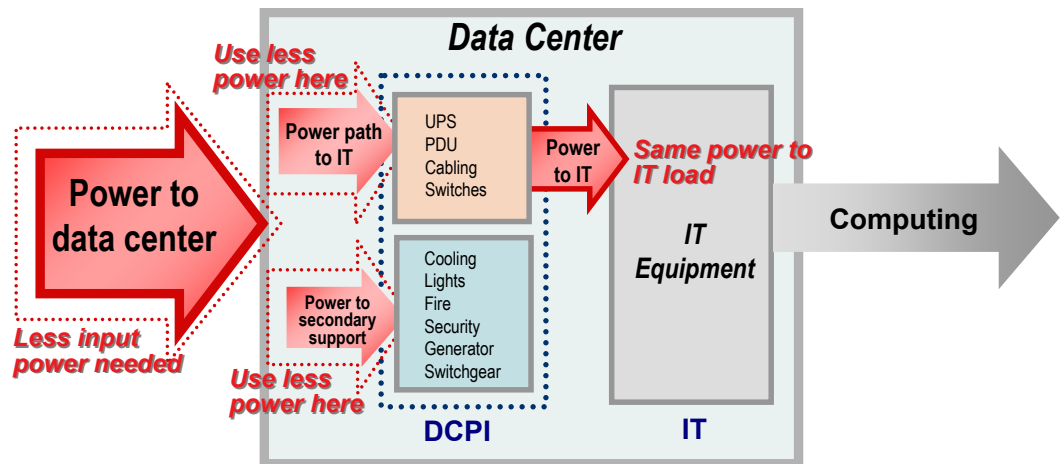 Data Center
Use less
power here
Power path
to IT
UPS
PDU
Cabling
Switches
Power
to IT
Same power to
IT load
Power to
data center
Less input
power needed
IT
Equipment
Computing
Power to
secondary
support
Cooling
Lights
Fire
Security
Generator
Switchgear
Use less
power here
DCPI
IT